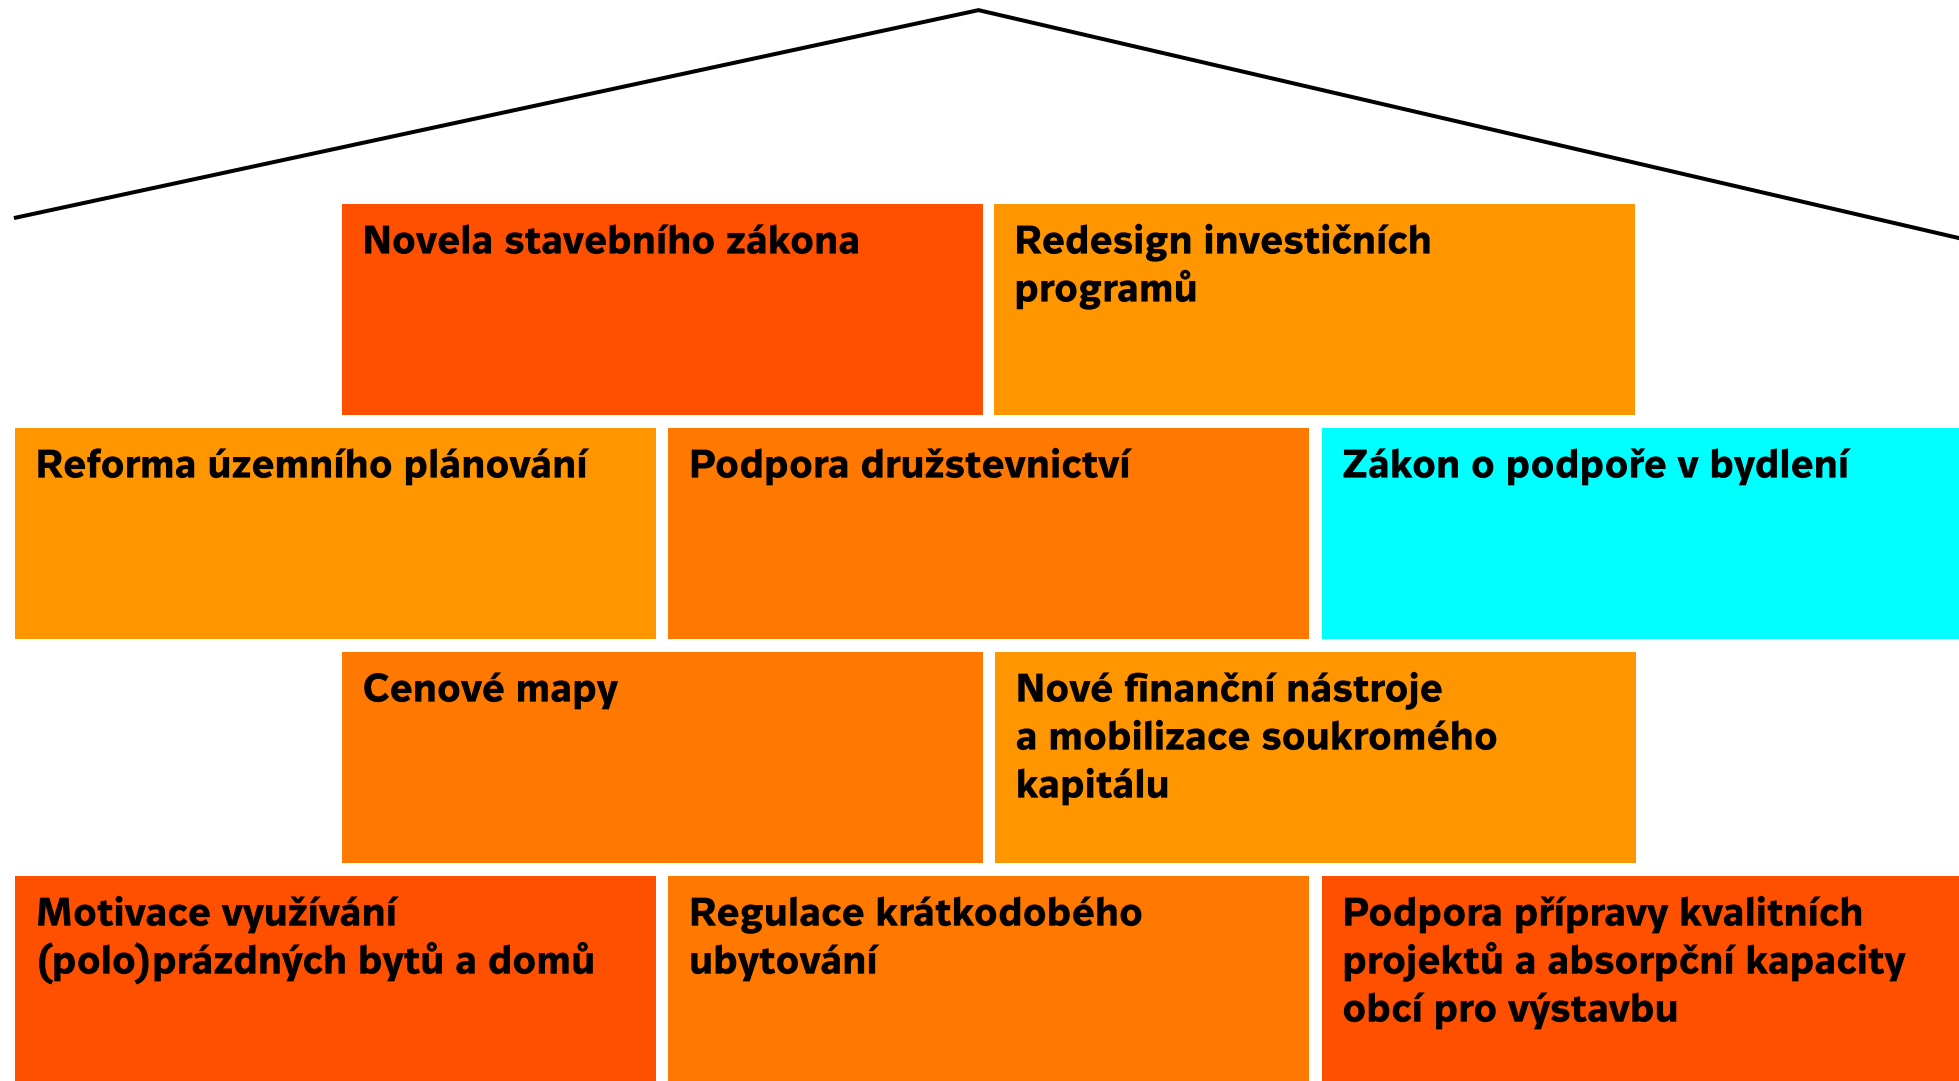 Novela stavebního zákona
Redesign investičních
programů
Reforma územního plánování
Podpora družstevnictví
Zákon o podpoře v bydlení
Cenové mapy
Nové finanční nástroje
a mobilizace soukromého
kapitálu
Motivace využívání
(polo)prázdných bytů a domů
Regulace krátkodobého
ubytování
Podpora přípravy kvalitních
projektů a absorpční kapacity
obcí pro výstavbu